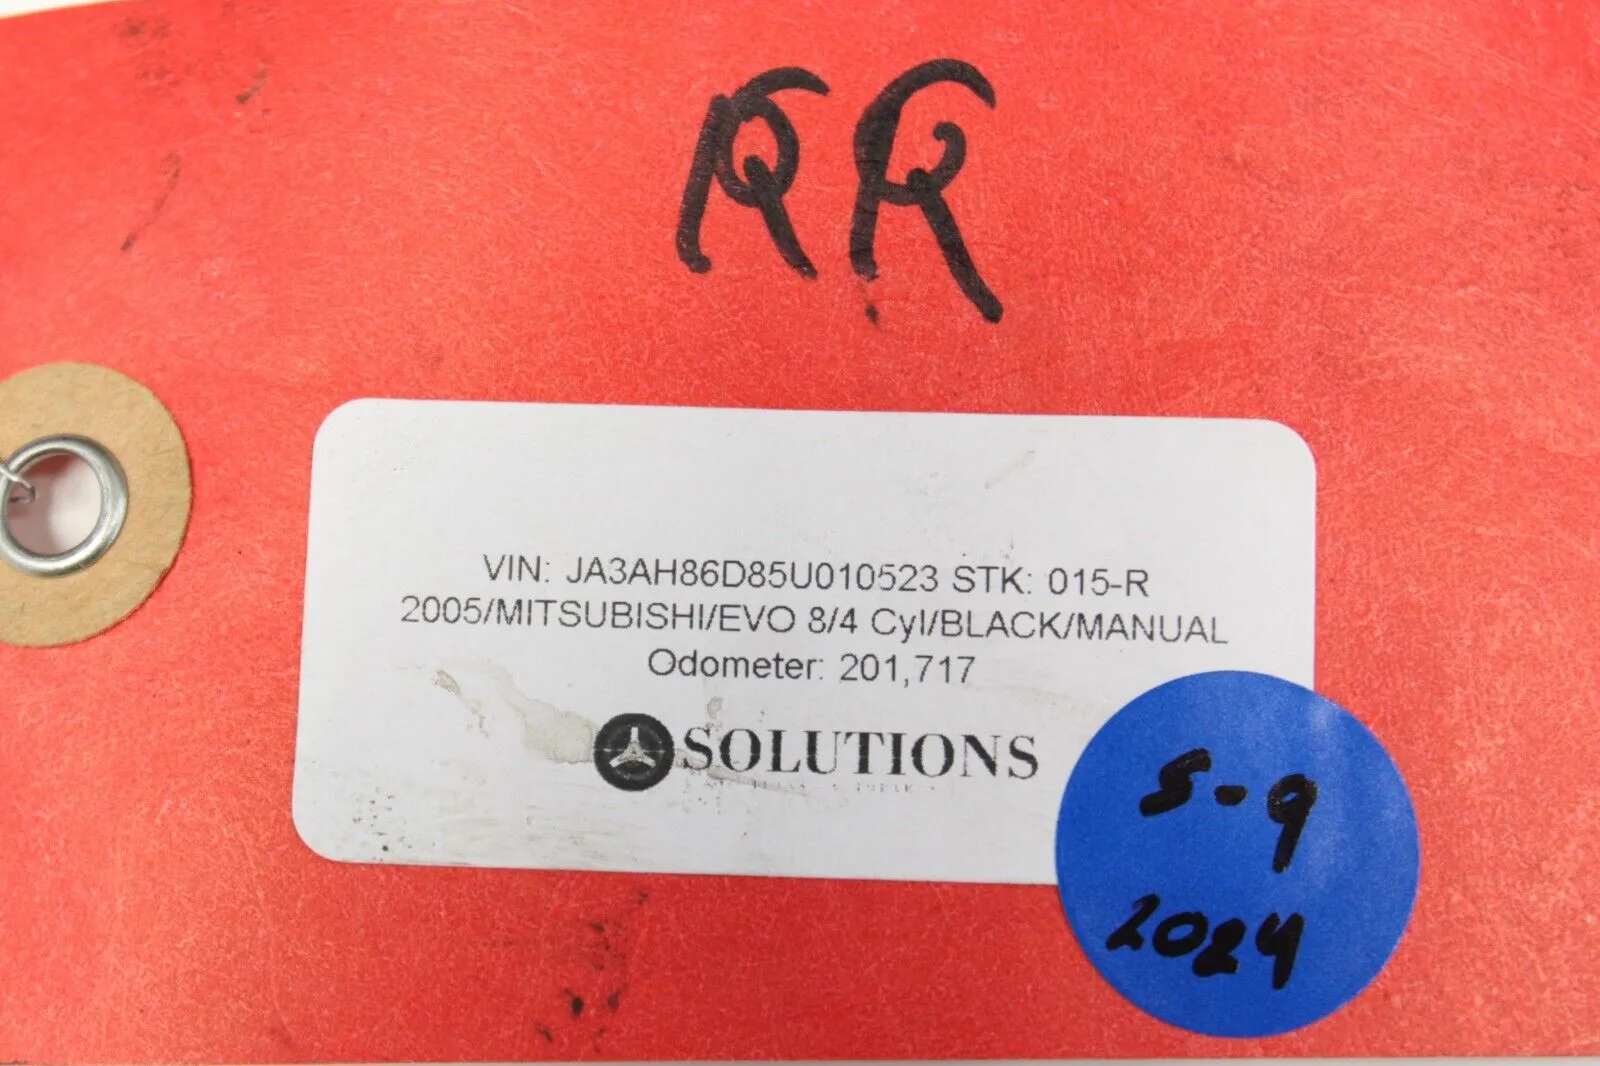 RR
VIN: JA3AH86D85U010523 STK: 015-R
2005/MITSUBISHI/EVO 8/4 Cyl/BLACK/MANUAL
Odometer: 201,717
SOLUTIONS
5-9
2024